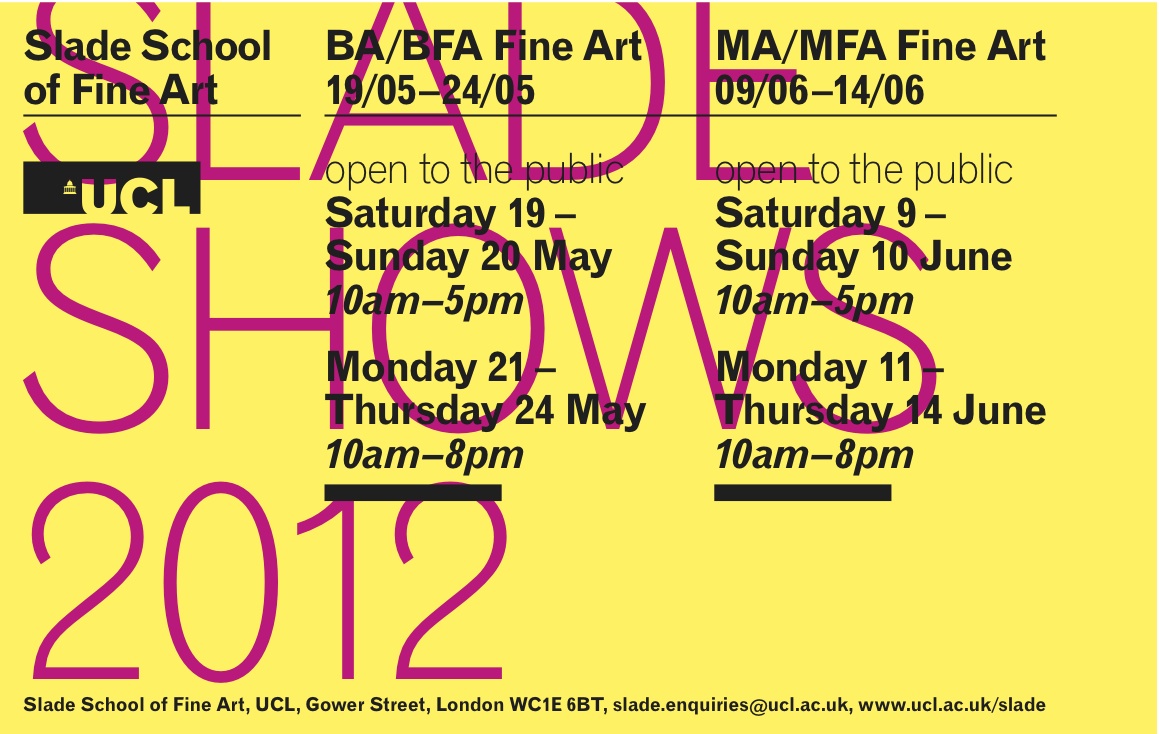 SLADE
SHOWS
2012
Slade School
of Fine Art
UCL
BA/BFA Fine Art
19/05–24/05
open to the public
Saturday 19 –
Sunday 20 May
10am–5pm
Monday 21 –
Thursday 24 May
10am–8pm
MA/MFA Fine Art
09/06–14/06
open to the public
Saturday 9 –
Sunday 10 June
10am–5pm
Monday 11 –
Thursday 14 June
10am–8pm
Slade School of Fine Art, UCL, Gower Street, London WC1E 6BT, slade.enquiries@ucl.ac.uk, www.ucl.ac.uk/slade